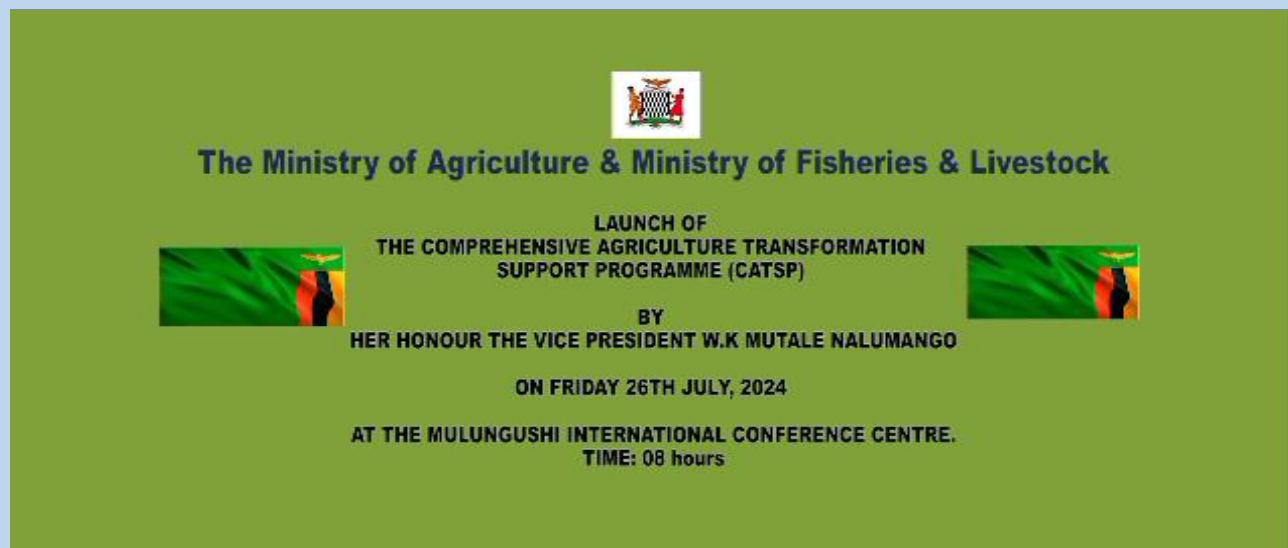 The Ministry of Agriculture & Ministry of Fisheries & Livestock
LAUNCH OF
THE COMPREHENSIVE AGRICULTURE TRANSFORMATION
SUPPORT PROGRAMME (CATSP)
BY
HER HONOUR THE VICE PRESIDENT W.K MUTALE NALUMANGO
ON FRIDAY 26TH JULY, 2024
AT THE MULUNGUSHI INTERNATIONAL CONFERENCE CENTRE.
TIME: 08 hours